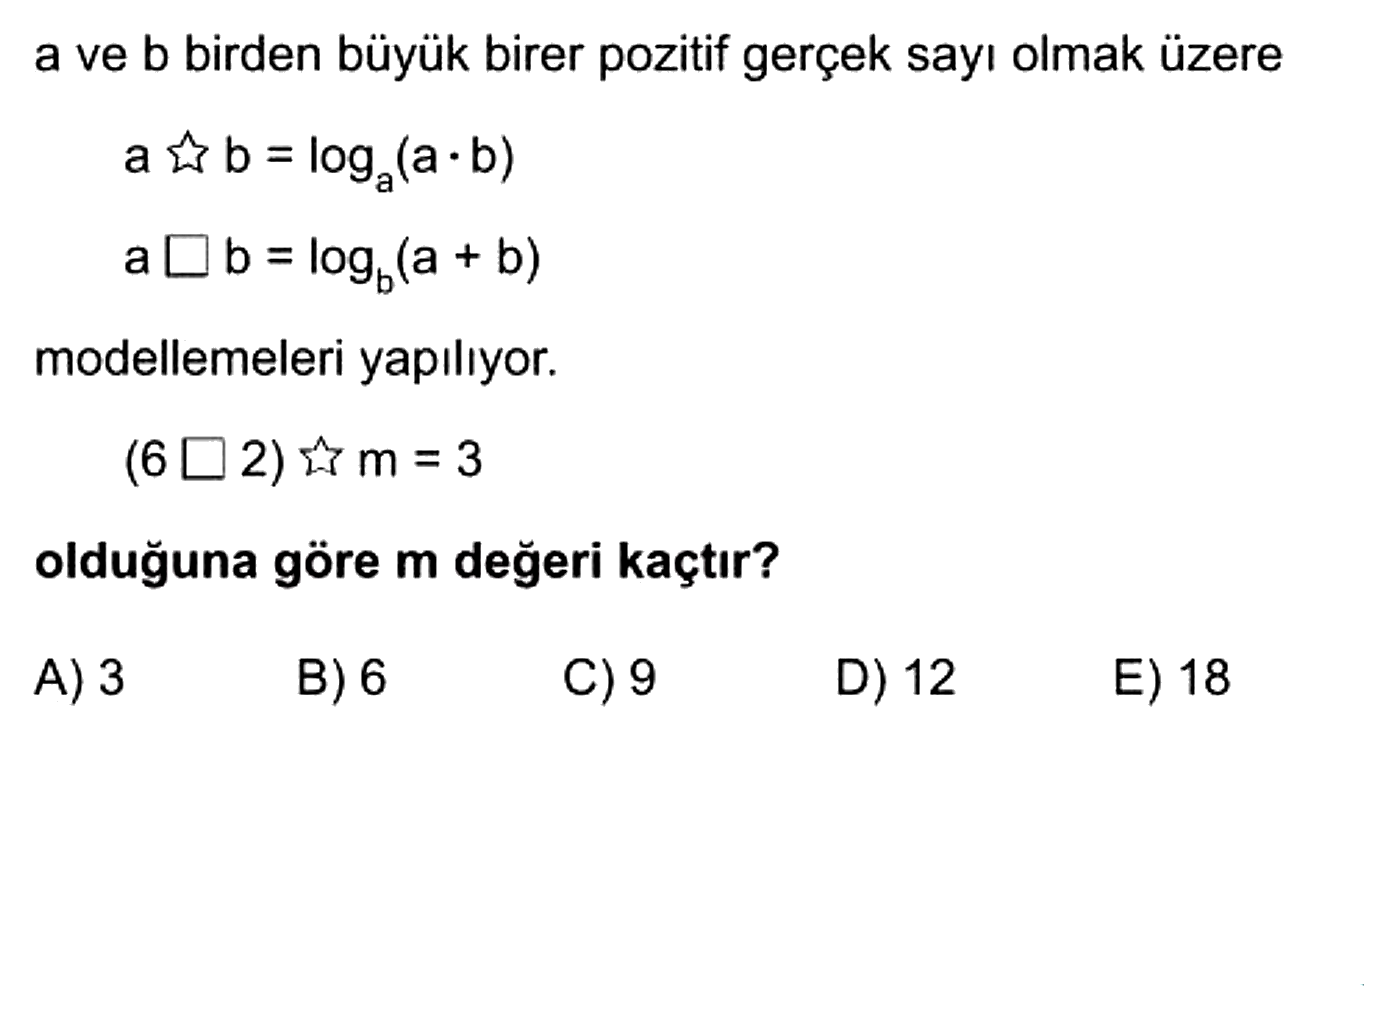 a ve b birden büyük birer pozitif gerçek sayı olmak üzere
a ☆ b = logₐ(a · b)
a □ b = log_b(a + b)
modellemeleri yapılıyor.
(6 □ 2) ☆ m = 3
olduğuna göre m değeri kaçtır?
A) 3 B) 6 C) 9 D) 12 E) 18